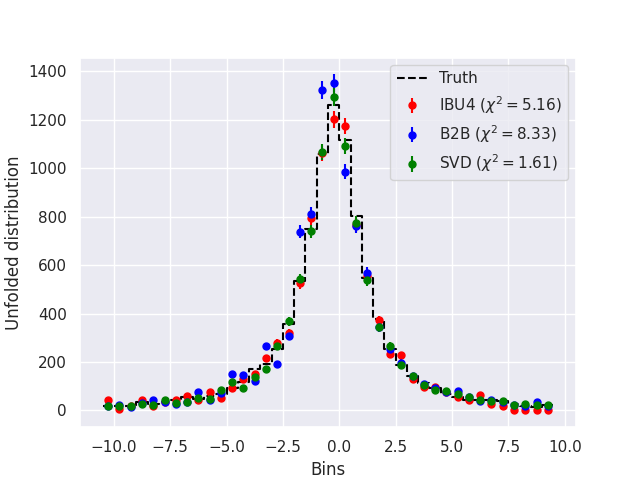 1400
1200
1000
800
600
400
200
0
Unfolded distribution
Truth
IBU4 (χ² = 5.16)
B2B (χ² = 8.33)
SVD (χ² = 1.61)
−10.0 −7.5 −5.0 −2.5 0.0 2.5 5.0 7.5 10.0
Bins